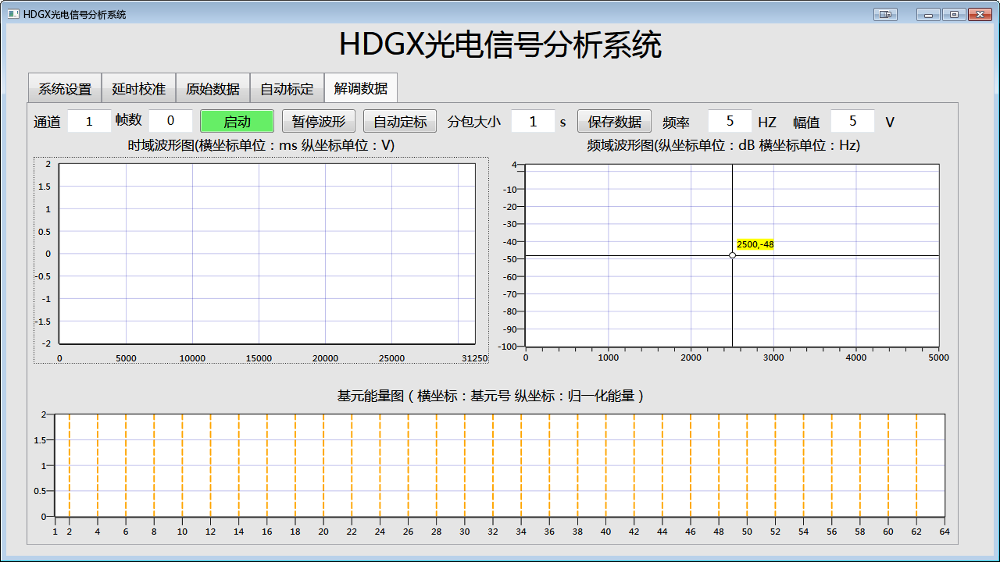 HDGX光电信号分析系统
HDGX光电信号分析系统
系统设置 延时校准 原始数据 自动标定 解调数据
通道 1 帧数 0 启动 暂停波形 自动定标 分包大小 1 s 保存数据 频率 5 HZ 幅值 5 V
时域波形图(横坐标单位：ms 纵坐标单位：V)
2
1.5
1
0.5
0
-0.5
-1
-1.5
-2
0 5000 10000 15000 20000 25000 31250
频域波形图(纵坐标单位：dB 横坐标单位：Hz)
4
-10
-20
-30
-40
-50
-60
-70
-80
-90
-100
2500,-48
0 1000 2000 3000 4000 5000
基元能量图（横坐标：基元号 纵坐标：归一化能量）
2
1.5
1
0.5
0
1 2 4 6 8 10 12 14 16 18 20 22 24 26 28 30 32 34 36 38 40 42 44 46 48 50 52 54 56 58 60 62 64